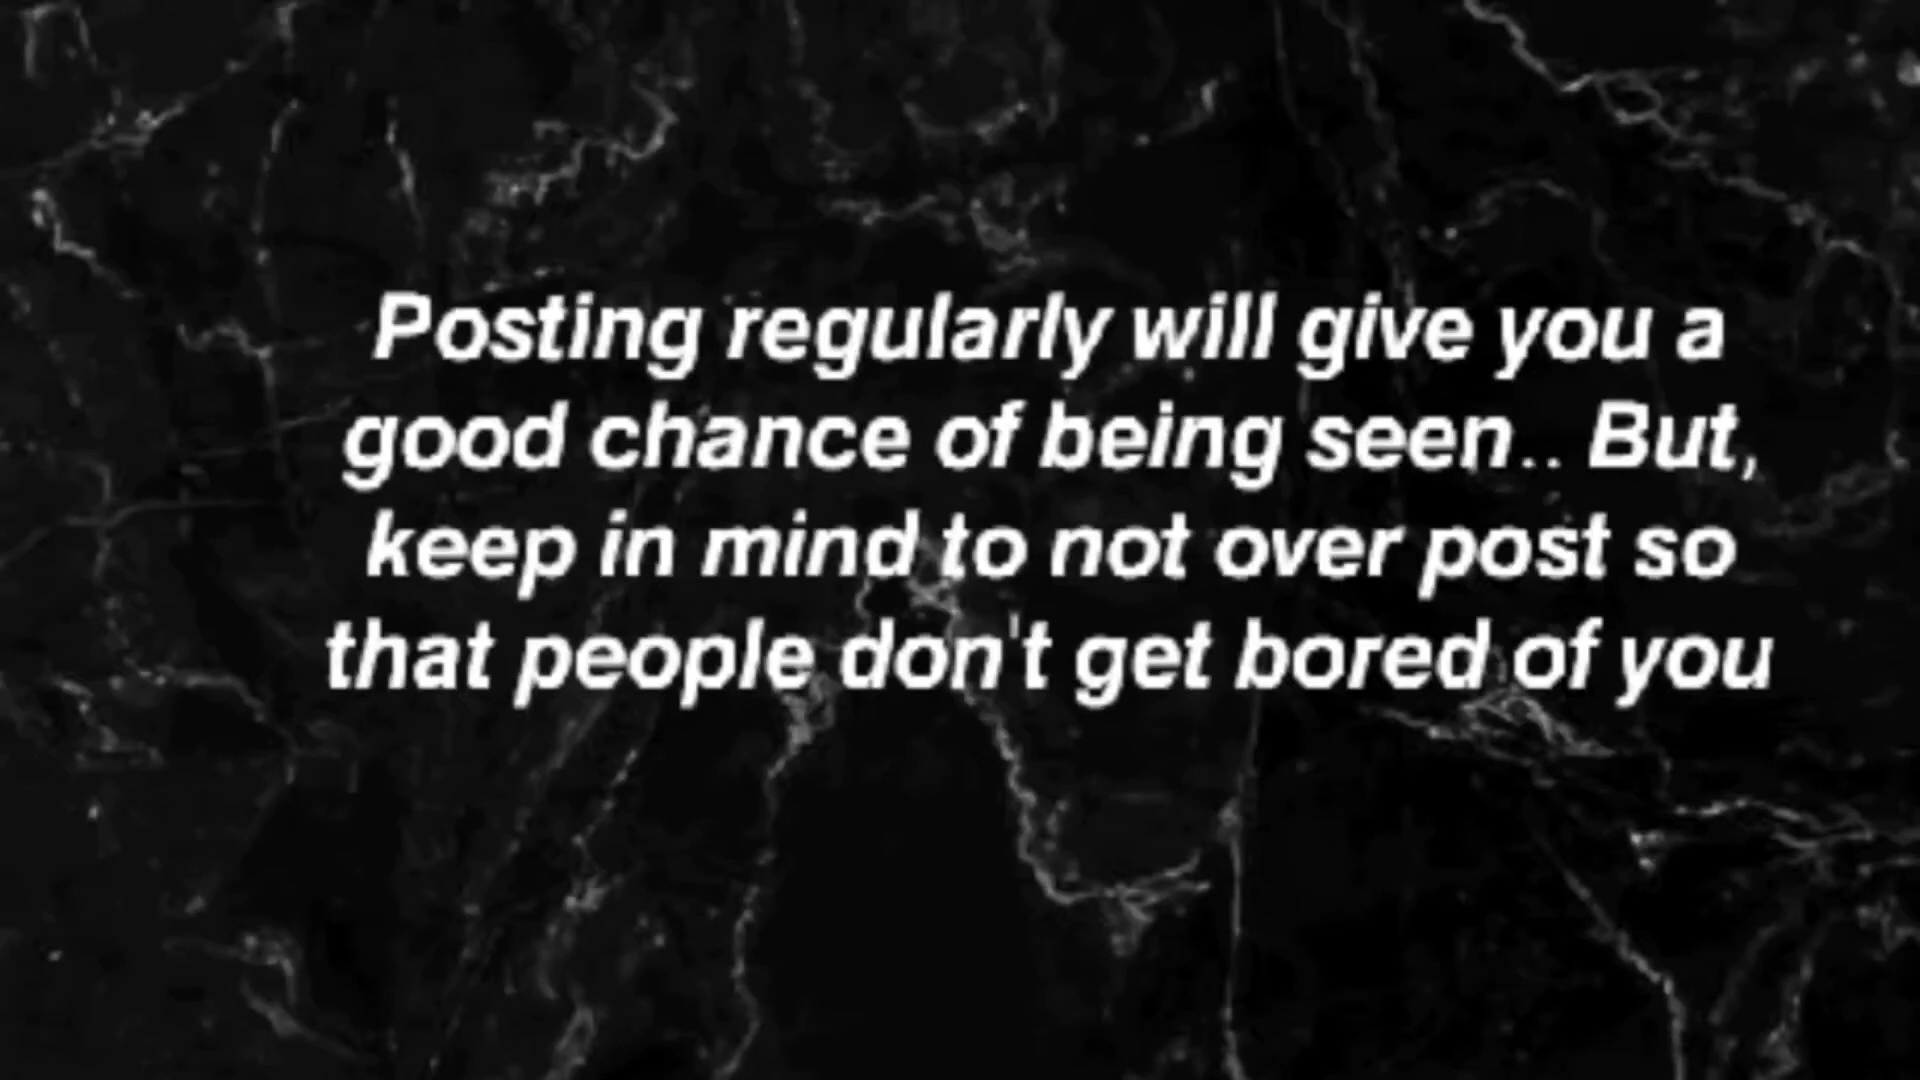 Posting regularly will give you a
good chance of being seen.. But,
keep in mind to not over post so
that people don't get bored of you